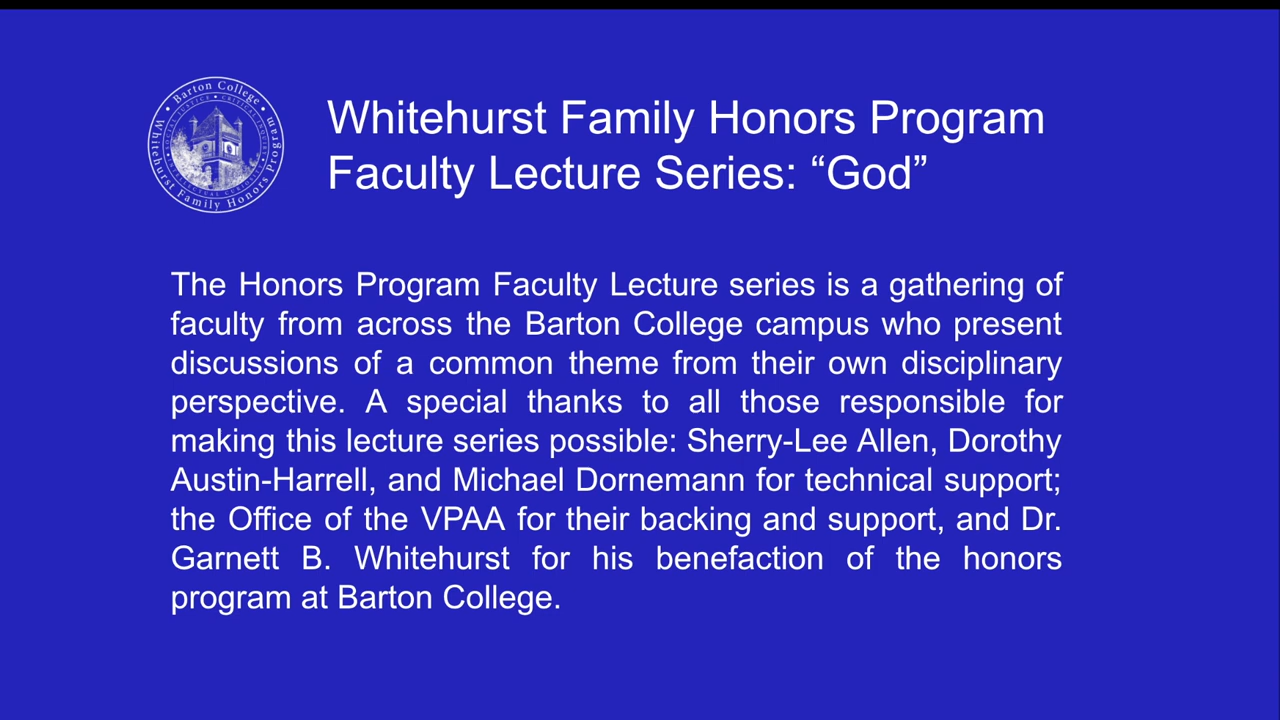 Barton College
Whitehurst Family Honors Program
Whitehurst Family Honors Program
Faculty Lecture Series: “God”
The Honors Program Faculty Lecture series is a gathering of
faculty from across the Barton College campus who present
discussions of a common theme from their own disciplinary
perspective. A special thanks to all those responsible for
making this lecture series possible: Sherry-Lee Allen, Dorothy
Austin-Harrell, and Michael Dornemann for technical support;
the Office of the VPAA for their backing and support, and Dr.
Garnett B. Whitehurst for his benefaction of the honors
program at Barton College.